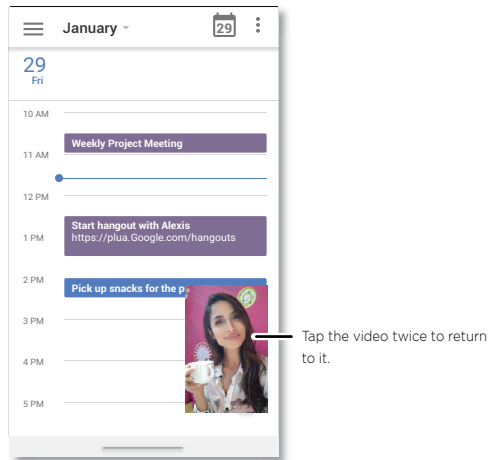 January
29
29
Fri
10 AM
Weekly Project Meeting
11 AM
12 PM
Start hangout with Alexis
1 PM
https://plua.Google.com/hangouts
2 PM
Pick up snacks for the p
3 PM
Tap the video twice to return
to it.
4 PM
5 PM